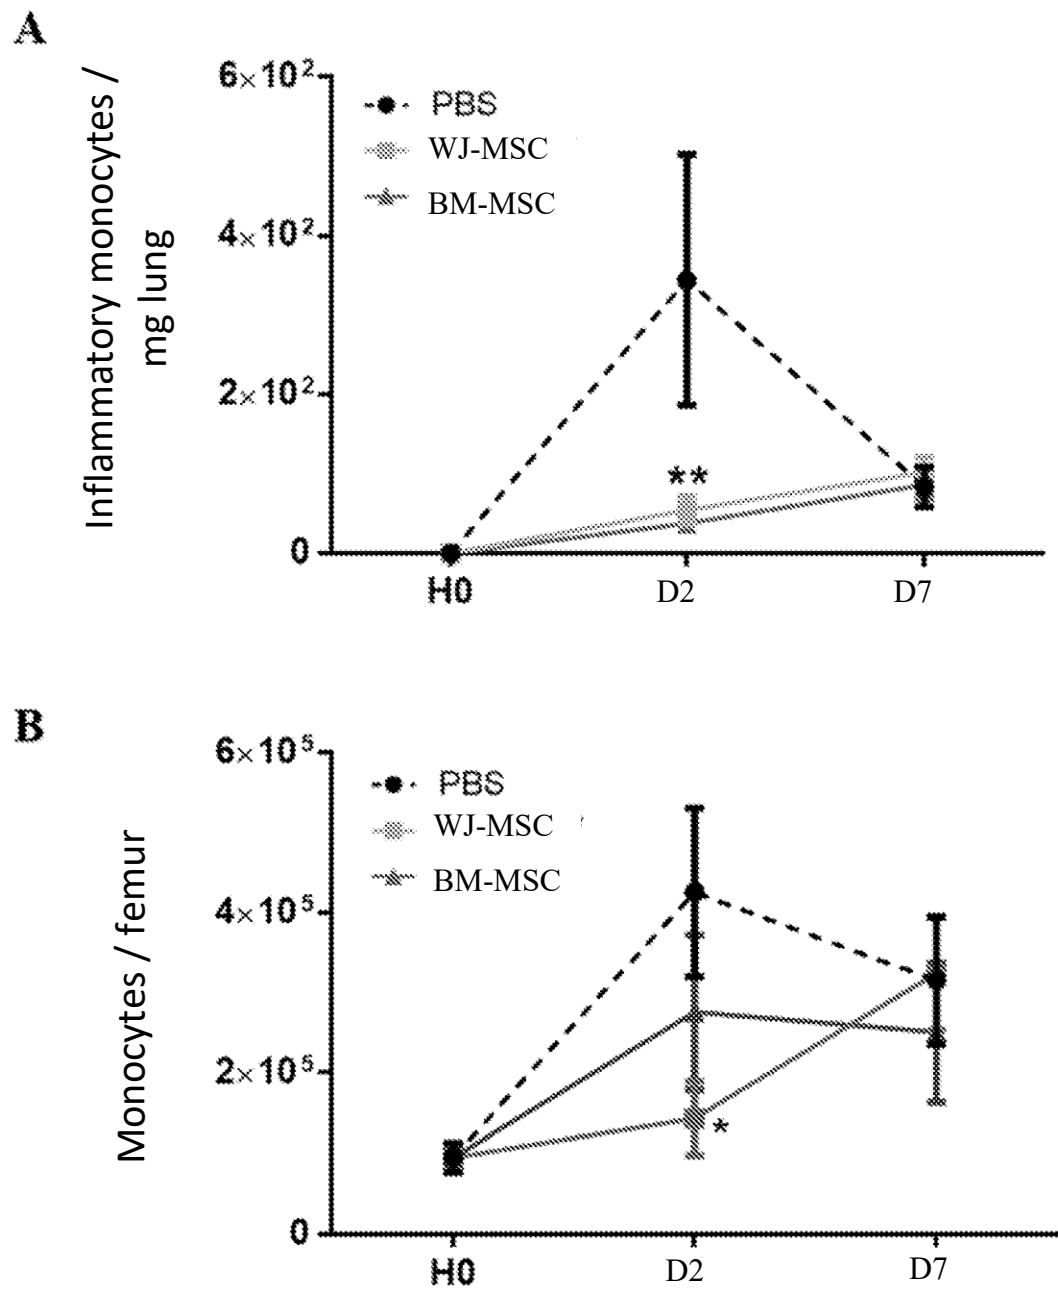 A
Inflammatory monocytes /
mg lung
6×10²
4×10²
2×10²
0
PBS
WJ-MSC
BM-MSC
**
H0
D2
D7
B
Monocytes / femur
6×10⁵
4×10⁵
2×10⁵
0
PBS
WJ-MSC
BM-MSC
*
H0
D2
D7